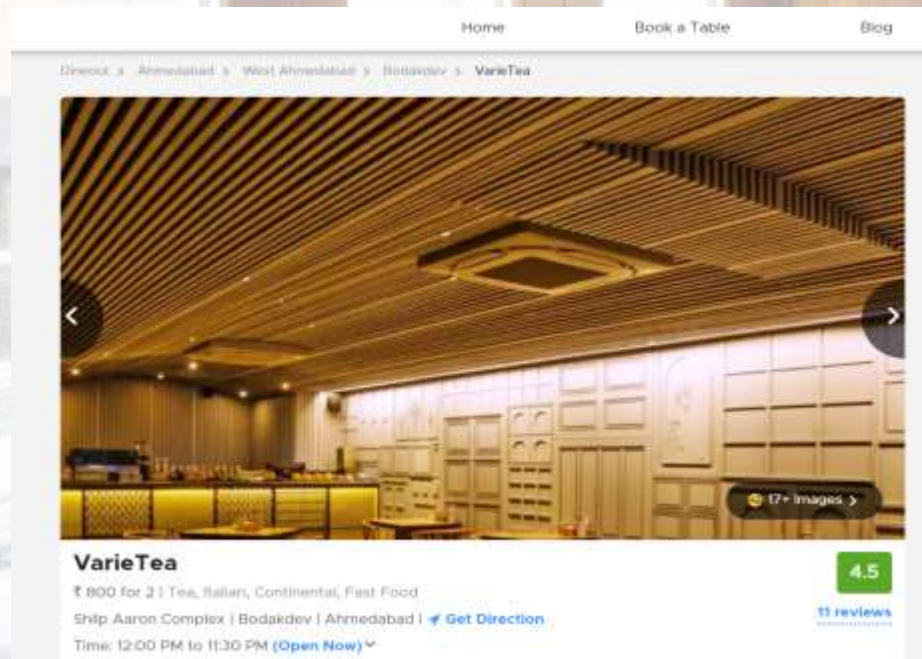 Home Book a Table Blog
Dineout > Ahmedabad > West Ahmedabad > Bodakdev > VarieTea
17+ Images >
VarieTea
4.5
₹ 800 for 2 | Tea, Italian, Continental, Fast Food
Shilp Aaron Complex | Bodakdev | Ahmedabad | Get Direction
11 reviews
Time: 12:00 PM to 11:30 PM (Open Now)